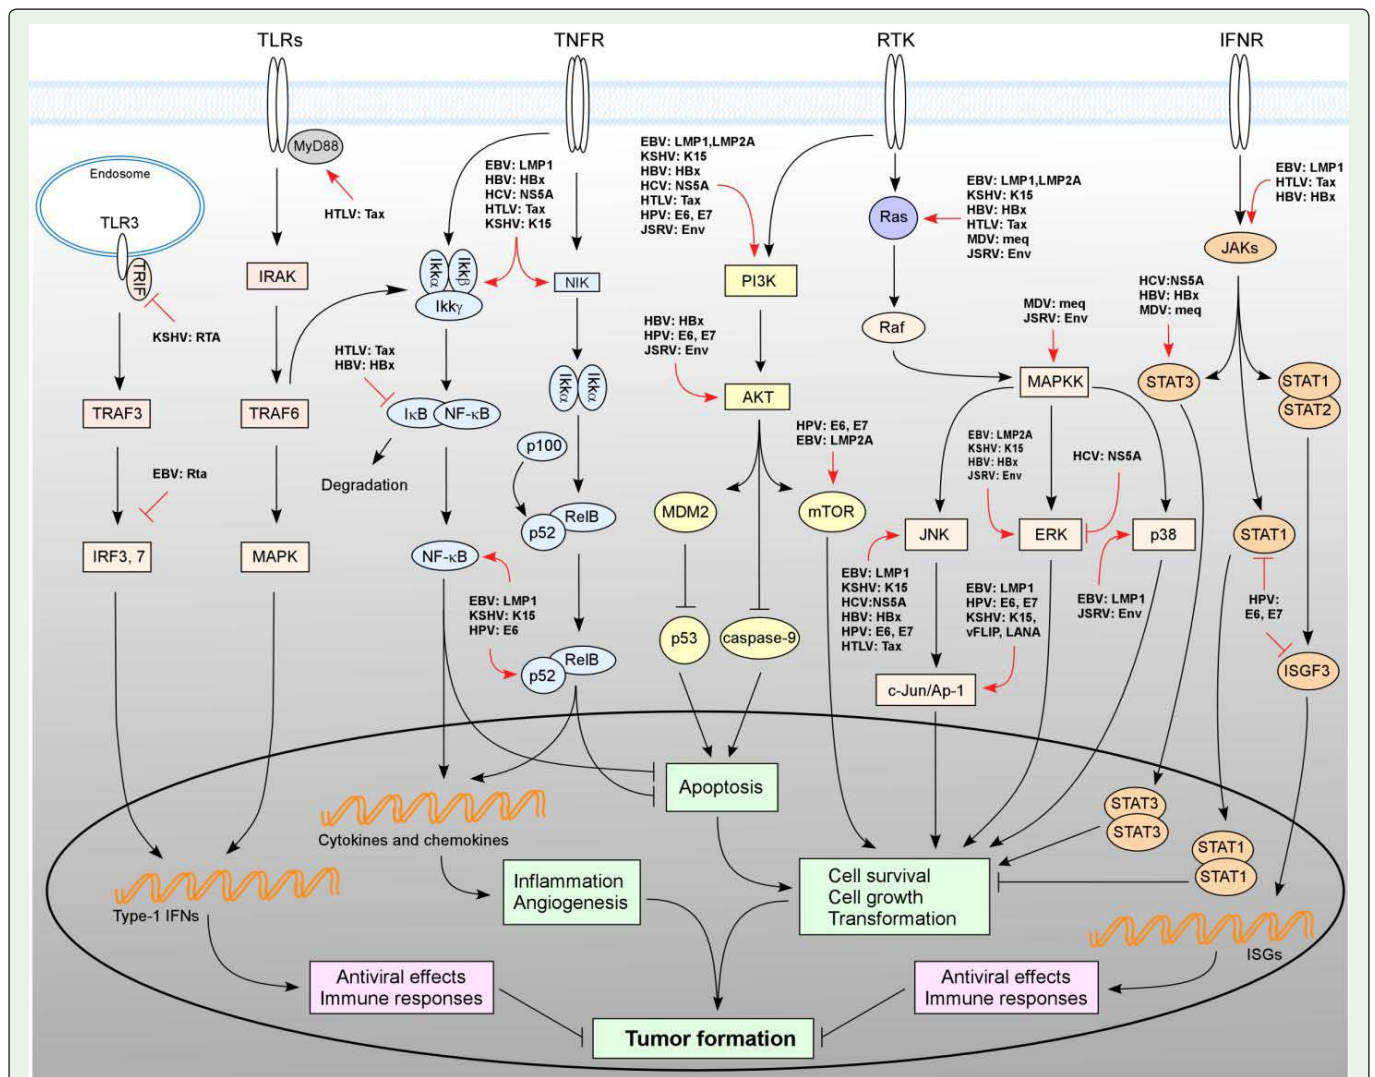 TLRs
TNFR
RTK
IFNR
MyD88
HTLV: Tax
Endosome
TLR3
TRIF
KSHV: RTA
TRAF3
EBV: Rta
IRF3, 7
IRAK
TRAF6
MAPK
EBV: LMP1
HBV: HBx
HCV: NS5A
HTLV: Tax
KSHV: K15
Ikkα
Ikkβ
Ikkγ
NIK
HTLV: Tax
HBV: HBx
IκB
NF-κB
Degradation
Ikkα
Ikkα
p100
p52
RelB
NF-κB
EBV: LMP1
KSHV: K15
HPV: E6
p52
RelB
EBV: LMP1,LMP2A
KSHV: K15
HBV: HBx
HCV: NS5A
HTLV: Tax
HPV: E6, E7
JSRV: Env
PI3K
HBV: HBx
HPV: E6, E7
JSRV: Env
AKT
HPV: E6, E7
EBV: LMP2A
MDM2
mTOR
p53
caspase-9
Ras
EBV: LMP1,LMP2A
KSHV: K15
HBV: HBx
HTLV: Tax
MDV: meq
JSRV: Env
Raf
MDV: meq
JSRV: Env
MAPKK
EBV: LMP2A
KSHV: K15
HBV: HBx
JSRV: Env
HCV: NS5A
JNK
ERK
p38
EBV: LMP1
KSHV: K15
HCV:NS5A
HBV: HBx
HPV: E6, E7
HTLV: Tax
EBV: LMP1
HPV: E6, E7
KSHV: K15,
vFLIP, LANA
EBV: LMP1
JSRV: Env
c-Jun/Ap-1
EBV: LMP1
HTLV: Tax
HBV: HBx
JAKs
HCV:NS5A
HBV: HBx
MDV: meq
STAT3
STAT1
STAT2
STAT1
HPV:
E6, E7
ISGF3
Apoptosis
STAT3
STAT3
STAT1
STAT1
Cytokines and chemokines
Inflammation
Angiogenesis
Cell survival
Cell growth
Transformation
Type-1 IFNs
ISGs
Antiviral effects
Immune responses
Antiviral effects
Immune responses
Tumor formation